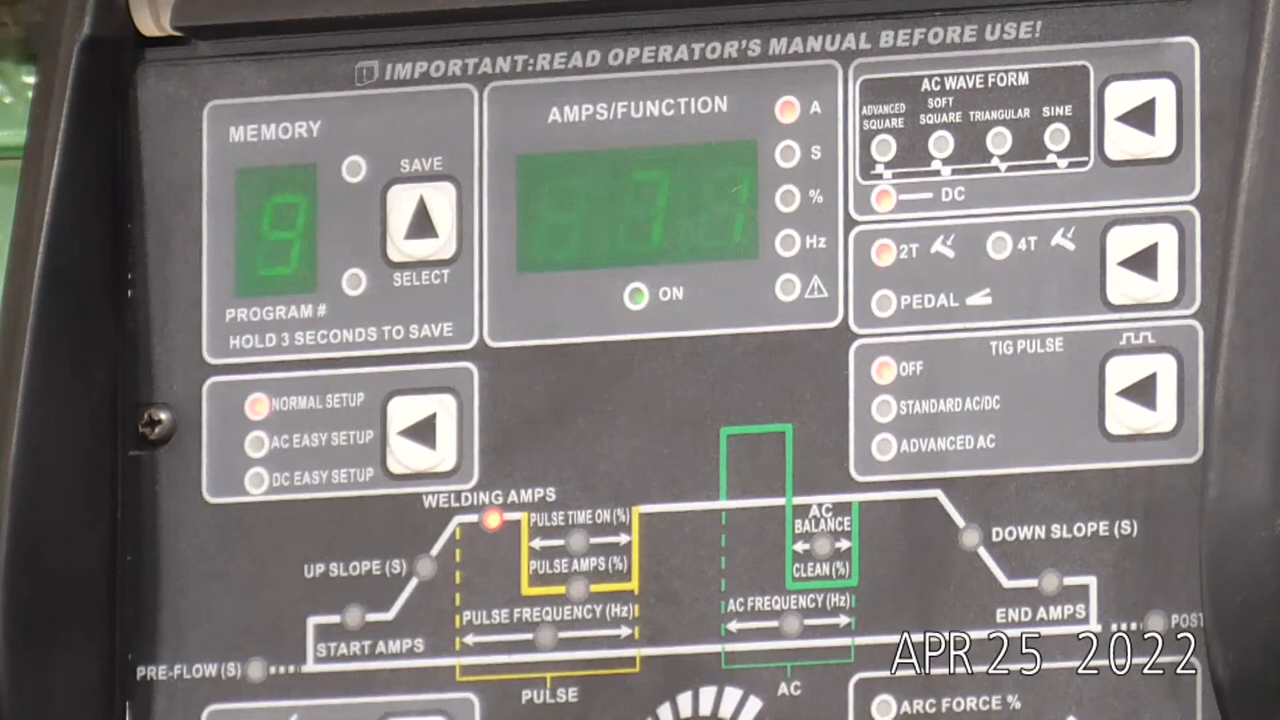 IMPORTANT:READ OPERATOR'S MANUAL BEFORE USE!
MEMORY
9
SAVE
SELECT
PROGRAM #
HOLD 3 SECONDS TO SAVE
AMPS/FUNCTION
77
ON
A
S
%
Hz
AC WAVE FORM
ADVANCED SQUARE
SOFT SQUARE
TRIANGULAR
SINE
DC
2T
4T
PEDAL
TIG PULSE
OFF
STANDARD AC/DC
ADVANCED AC
NORMAL SETUP
AC EASY SETUP
DC EASY SETUP
WELDING AMPS
PULSE TIME ON (%)
PULSE AMPS (%)
AC BALANCE
CLEAN (%)
DOWN SLOPE (S)
UP SLOPE (S)
PULSE FREQUENCY (Hz)
AC FREQUENCY (Hz)
END AMPS
START AMPS
POST
PRE-FLOW (S)
PULSE
AC
APR 25 2022
ARC FORCE %